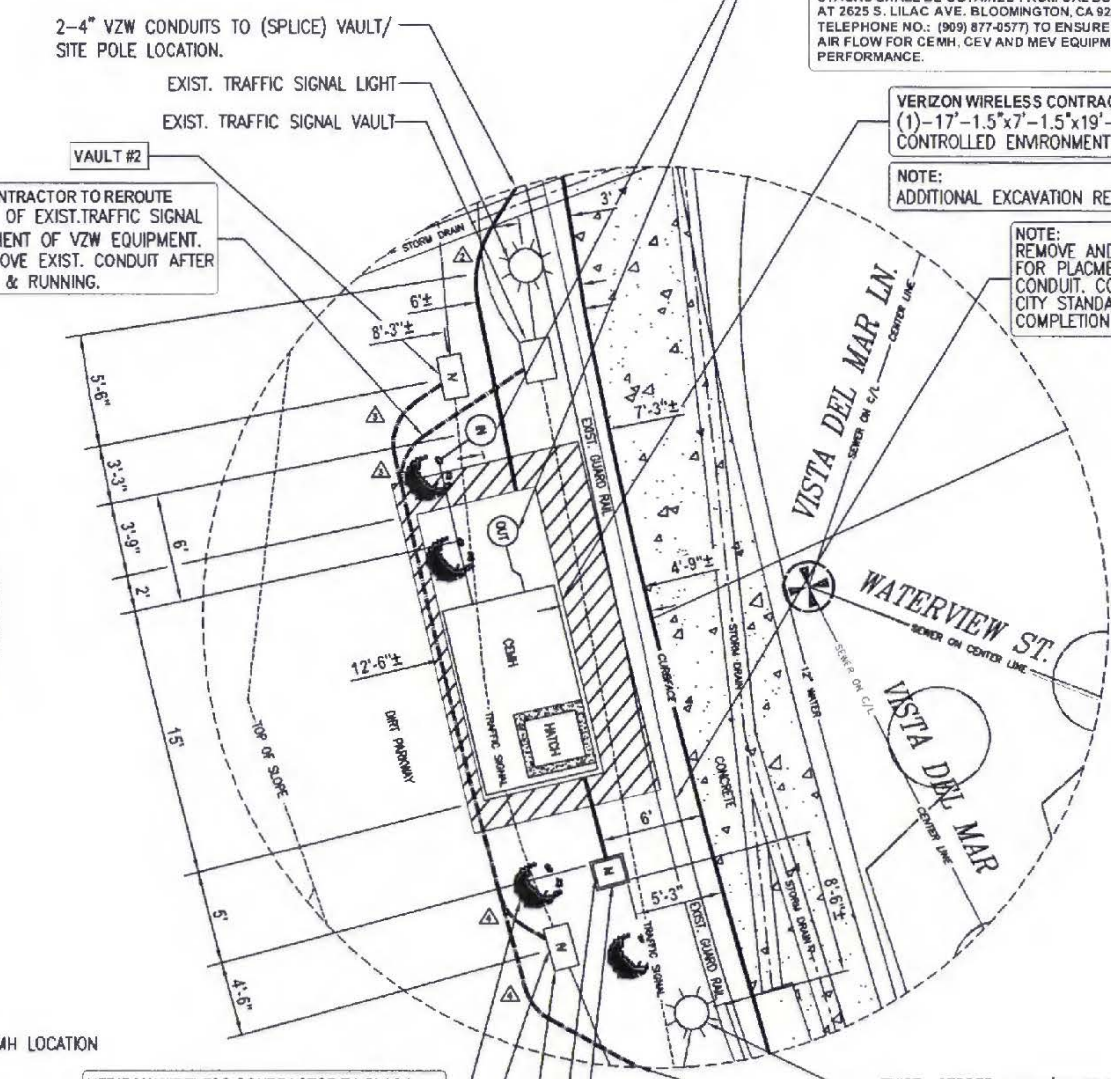 2-4" VZW CONDUITS TO (SPLICE) VAULT/
SITE POLE LOCATION.
EXIST. TRAFFIC SIGNAL LIGHT
EXIST. TRAFFIC SIGNAL VAULT
VAULT #2
TRACTOR TO REROUTE
OF EXIST.TRAFFIC SIGNAL
MENT OF VZW EQUIPMENT.
OVE EXIST. CONDUIT AFTER
& RUNNING.
AT 2625 S. LILAC AVE. BLOOMINGTON, CA 92
TELEPHONE NO.: (909) 877-0577) TO ENSURE
AIR FLOW FOR CEMH, CEV AND MEV EQUIPM
PERFORMANCE.
VERIZON WIRELESS CONTRAC
(1)-17'-1.5"x7'-1.5"x19'-
CONTROLLED ENVIRONMENT
NOTE:
ADDITIONAL EXCAVATION RE
NOTE:
REMOVE AND
FOR PLACME
CONDUIT. CO
CITY STANDA
COMPLETION
STORM DRAIN
3'
6'±
8'-3"±
7'-3"±
4'-9"±
12'-6"±
5'-6"
3'-3"
3'-9"
6'
2'
15'
5'
4'-6"
6'
5'-3"
8'-6"±
N
IN
OUT
CEMH
HATCH
N
N
3
4
4
EXIST. GUARD RAIL
CURBFACE
STORM DRAIN
CONCRETE
12" WATER
TRAFFIC SIGNAL
DIRT PARKWAY
TOP OF SLOPE
STORM DRAIN
EXIST. GUARD RAIL
TRAFFIC SIGNAL
VISTA DEL MAR LN.
SEWER ON C/L
CENTER LINE
WATERVIEW ST.
SEWER ON CENTER LINE
SEWER ON C/L
VISTA DEL MAR
CENTER LINE
MH LOCATION